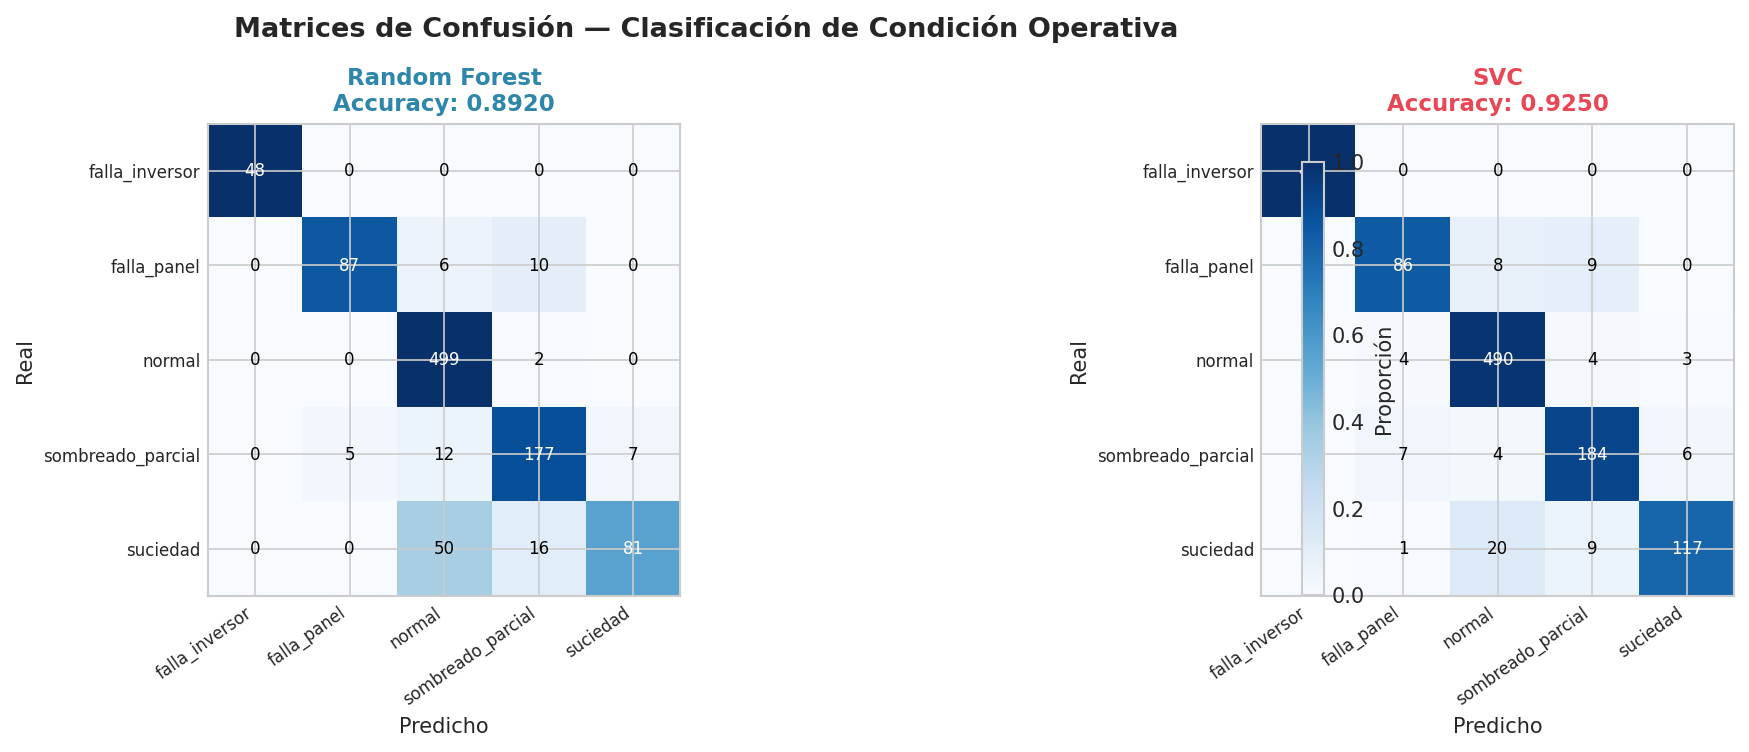 Matrices de Confusión — Clasificación de Condición Operativa
Random Forest
Accuracy: 0.8920
Real
falla_inversor 48 0 0 0 0
falla_panel 0 87 6 10 0
normal 0 0 499 2 0
sombreado_parcial 0 5 12 177 7
suciedad 0 0 50 16 81
falla_inversor falla_panel normal sombreado_parcial suciedad
Predicho
SVC
Accuracy: 0.9250
Real
falla_inversor 0 0 0 0
falla_panel 86 8 9 0
normal 4 490 4 3
sombreado_parcial 7 4 184 6
suciedad 1 20 9 117
falla_inversor falla_panel normal sombreado_parcial suciedad
Predicho
1.0
0.8
0.6
0.4
0.2
0.0
Proporción